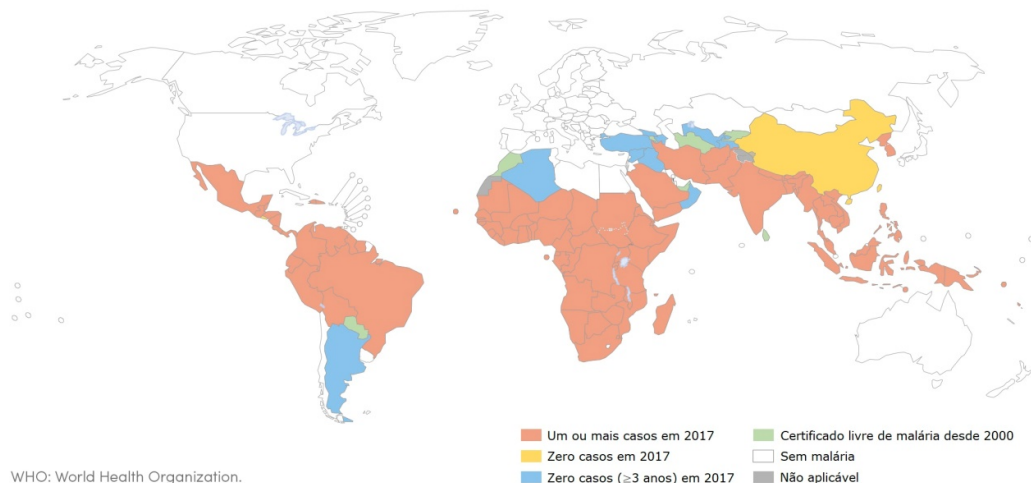 Um ou mais casos em 2017
Zero casos em 2017
Zero casos (≥3 anos) em 2017
Certificado livre de malária desde 2000
Sem malária
Não aplicável
WHO: World Health Organization.